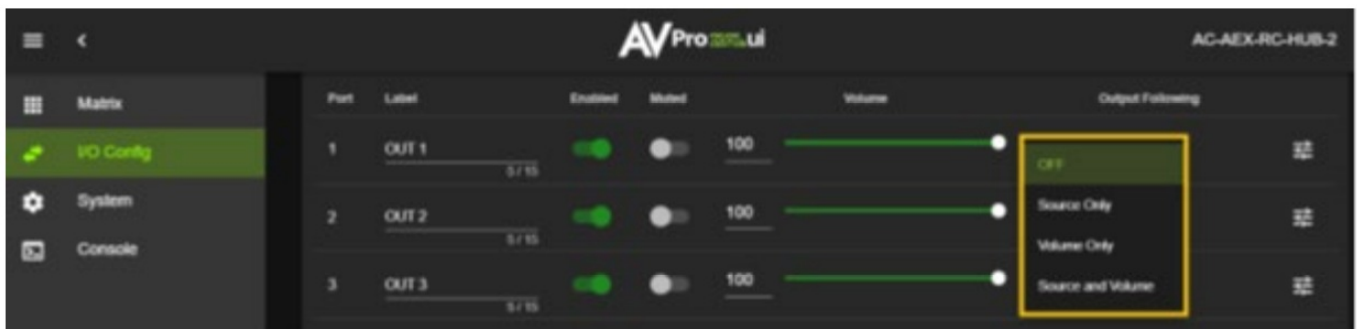 AVPro ui
AC-AEX-RC-HUB-2
Matrix
I/O Config
System
Console
Port Label Enabled Muted Volume Output Following
1 OUT 1 100
5 / 15
2 OUT 2 100
5 / 15
3 OUT 3 100
5 / 15
OFF
Source Only
Volume Only
Source and Volume